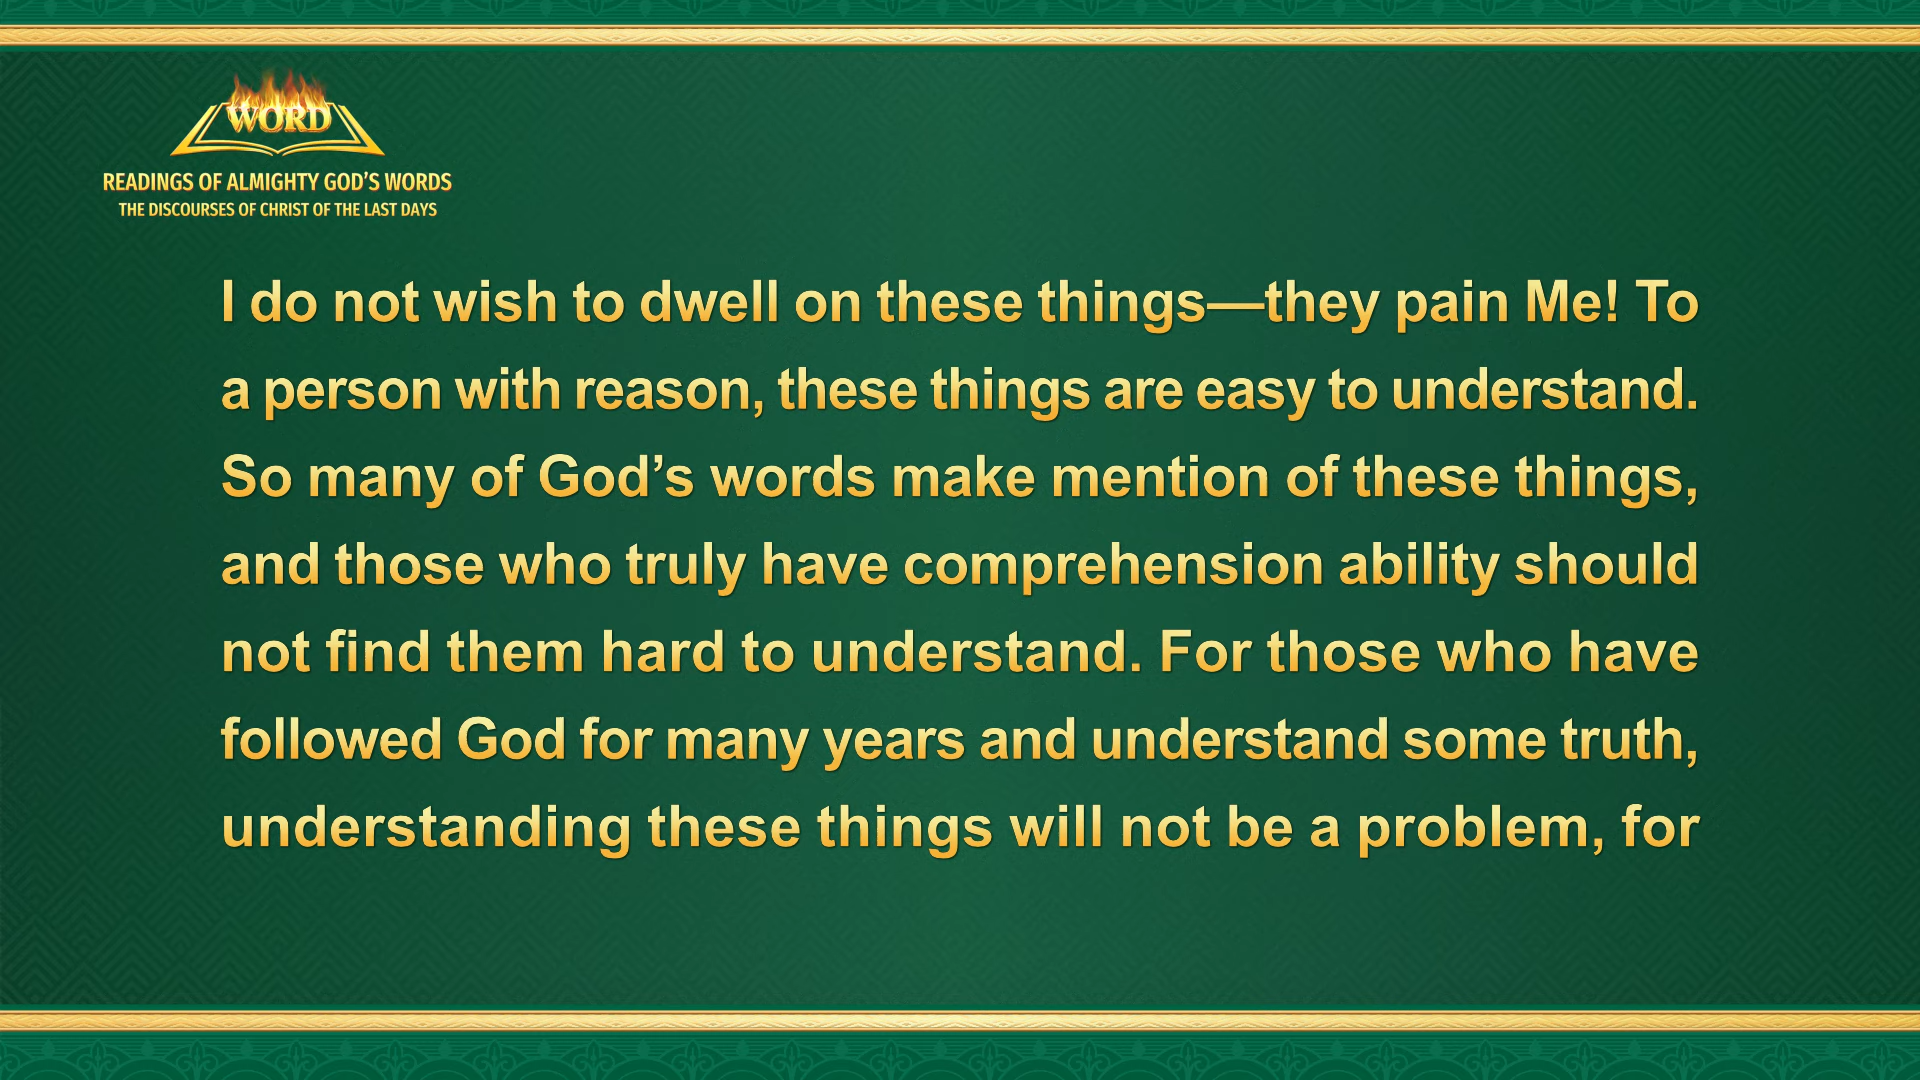 WORD
READINGS OF ALMIGHTY GOD’S WORDS
THE DISCOURSES OF CHRIST OF THE LAST DAYS
I do not wish to dwell on these things—they pain Me! To
a person with reason, these things are easy to understand.
So many of God’s words make mention of these things,
and those who truly have comprehension ability should
not find them hard to understand. For those who have
followed God for many years and understand some truth,
understanding these things will not be a problem, for